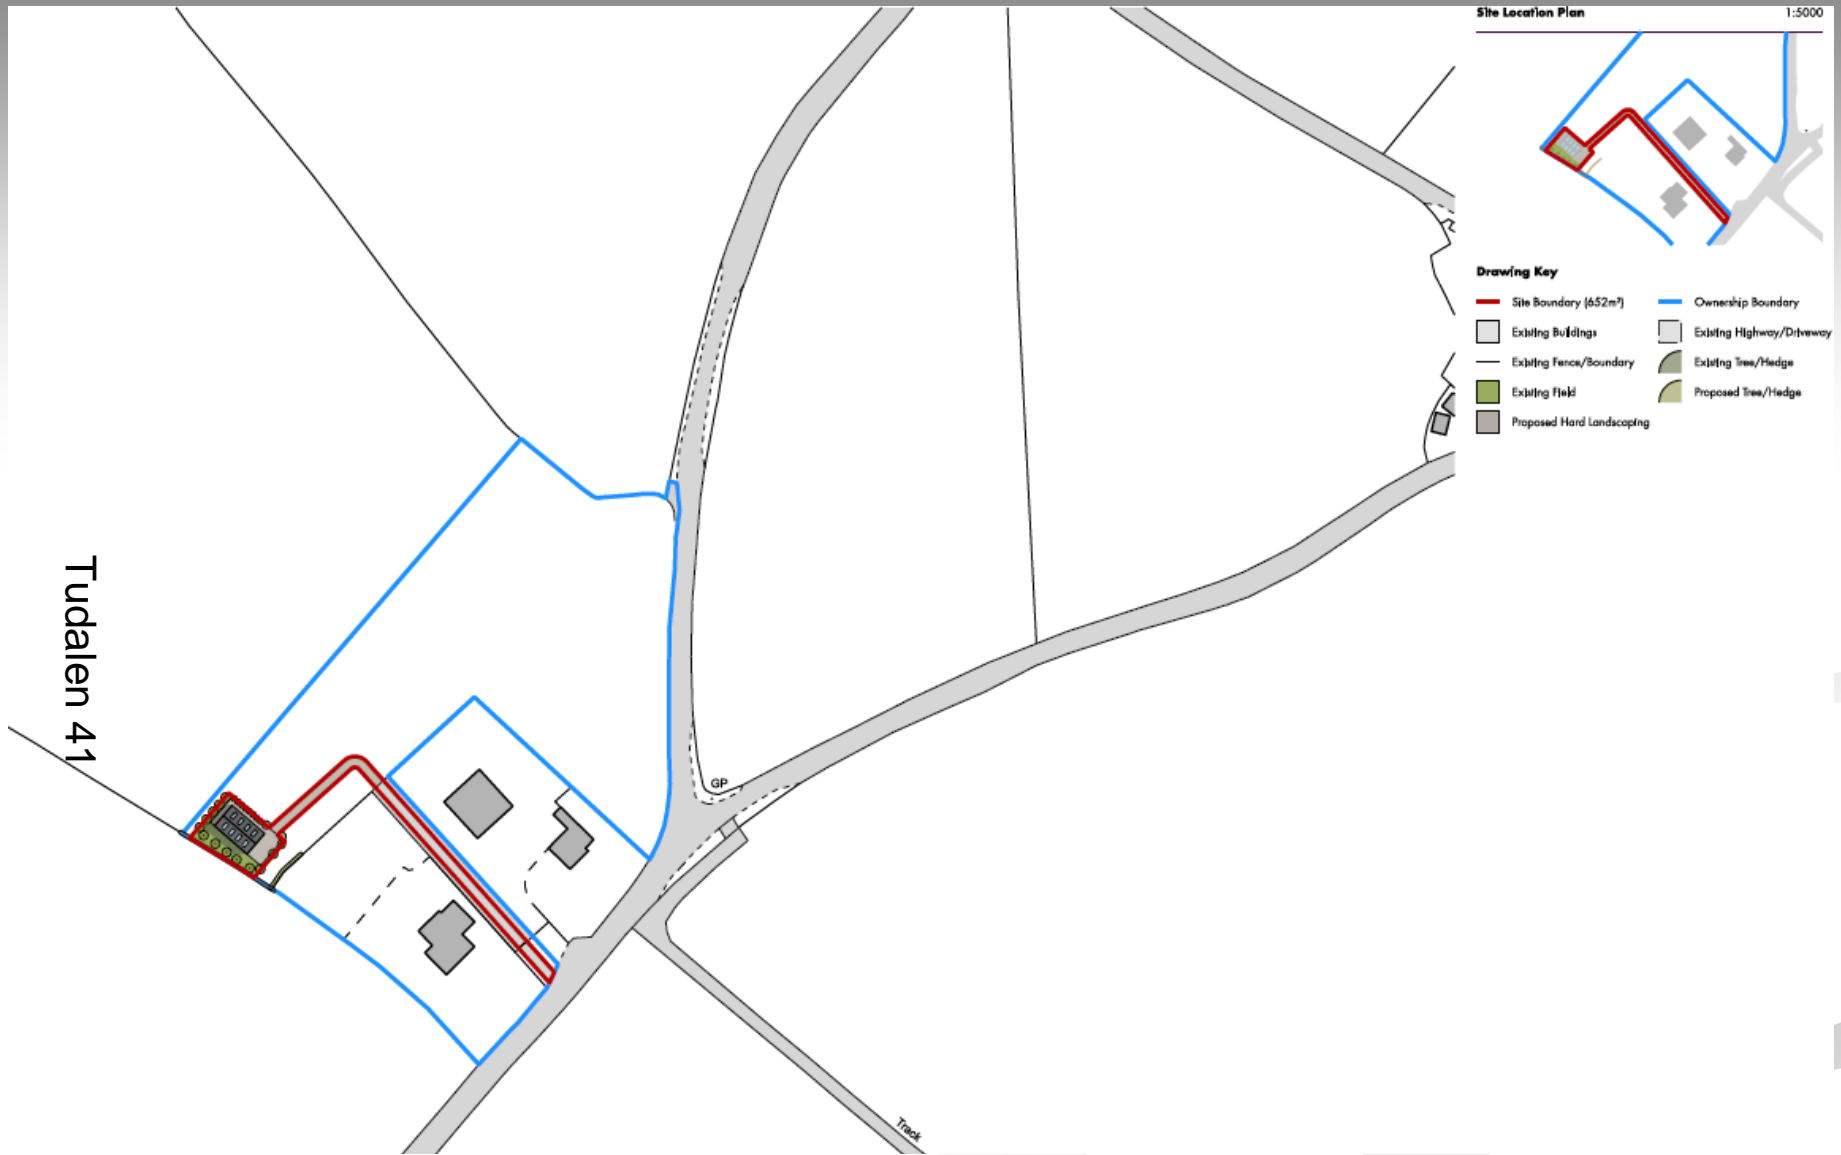 Site Location Plan 1:5000
Drawing Key
Site Boundary (652m²) Ownership Boundary
Existing Buildings Existing Highway/Driveway
Existing Fence/Boundary Existing Tree/Hedge
Existing Field Proposed Tree/Hedge
Proposed Hard Landscaping
Tudalen 41
GP
Track